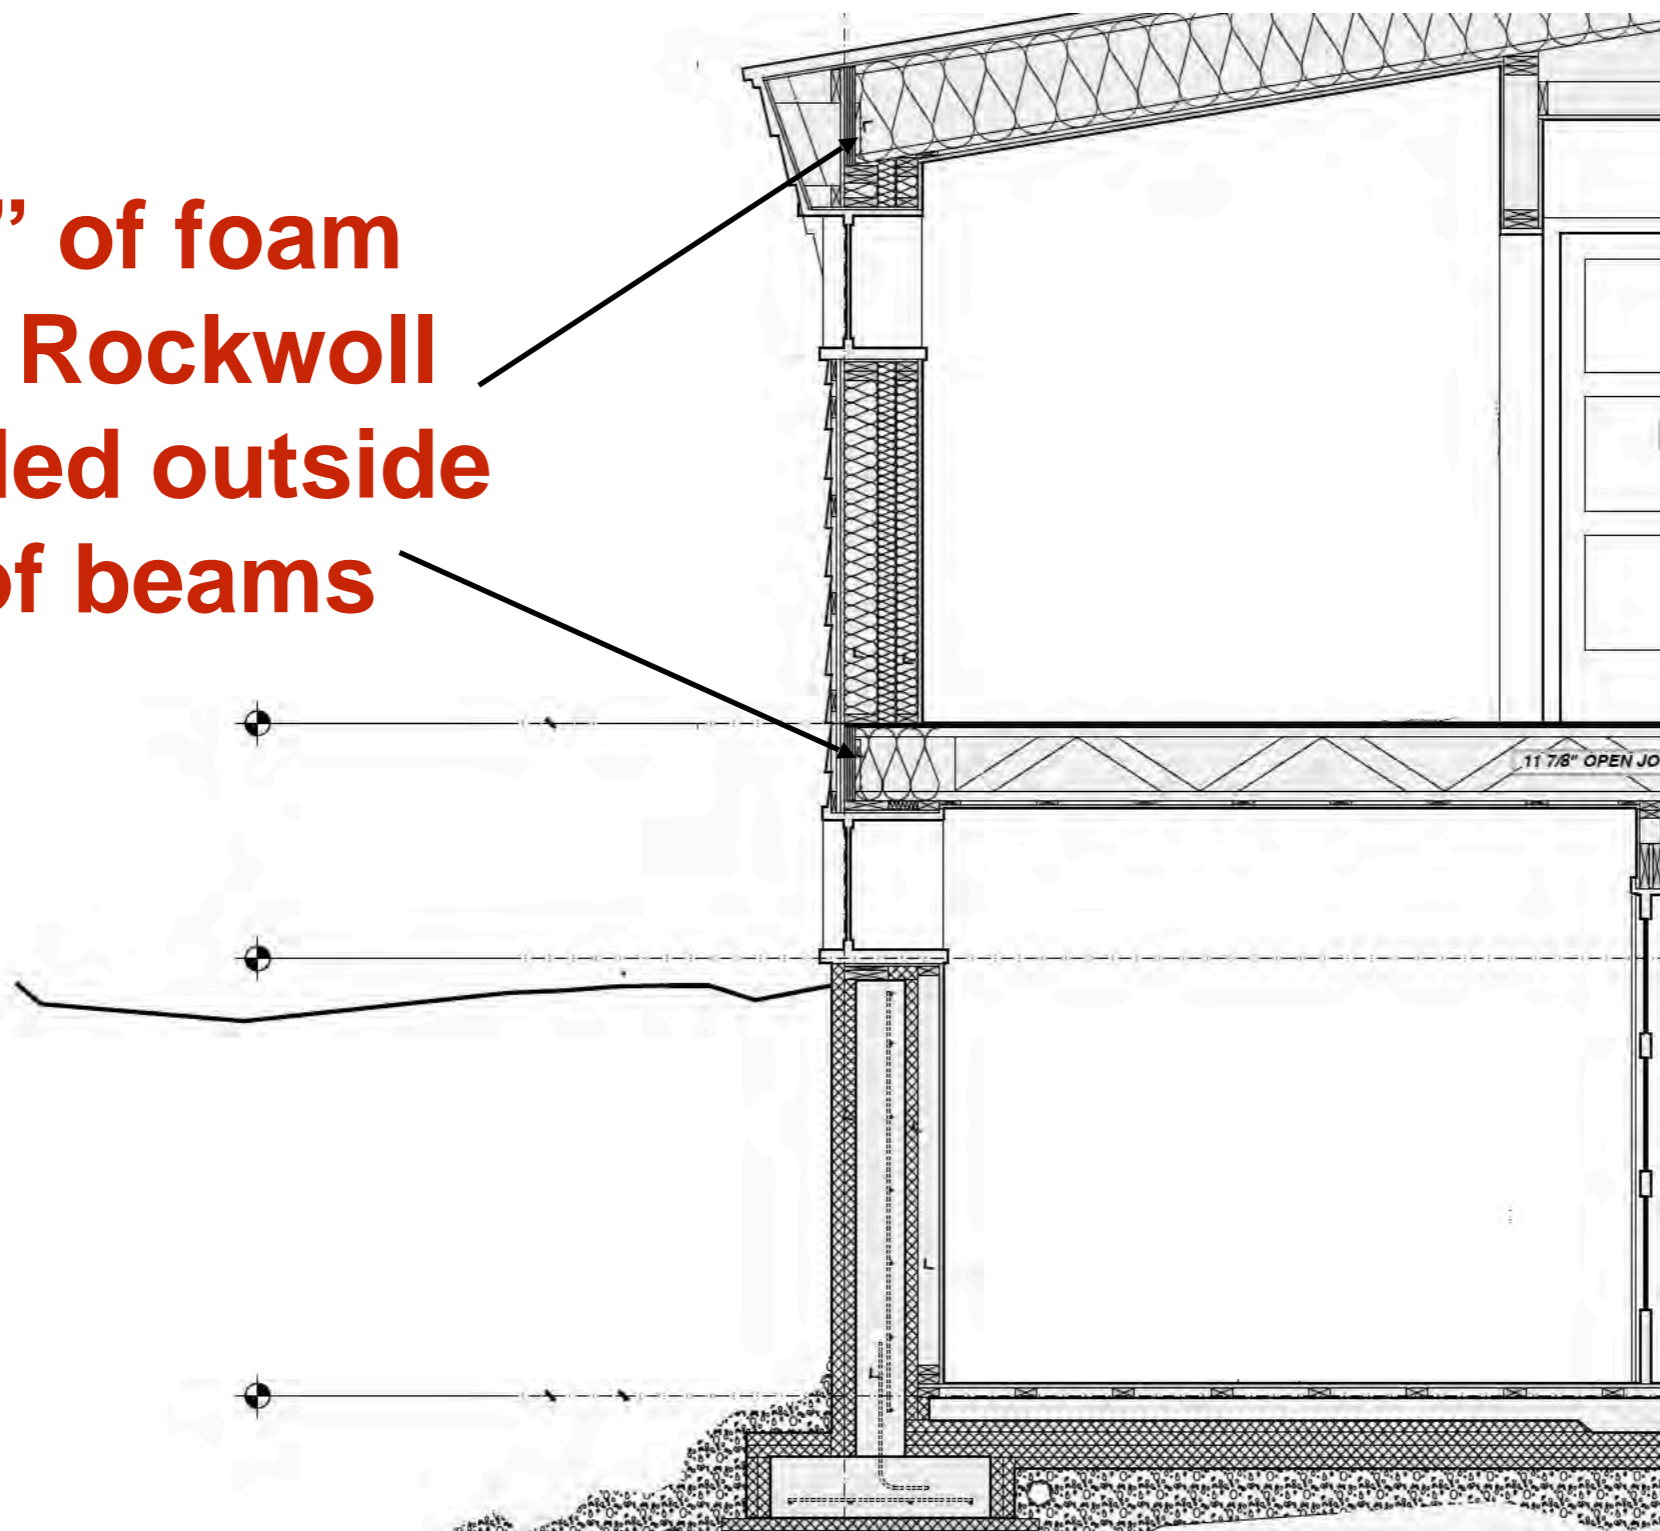 ” of foam
Rockwoll
led outside
of beams
11 7/8" OPEN JO